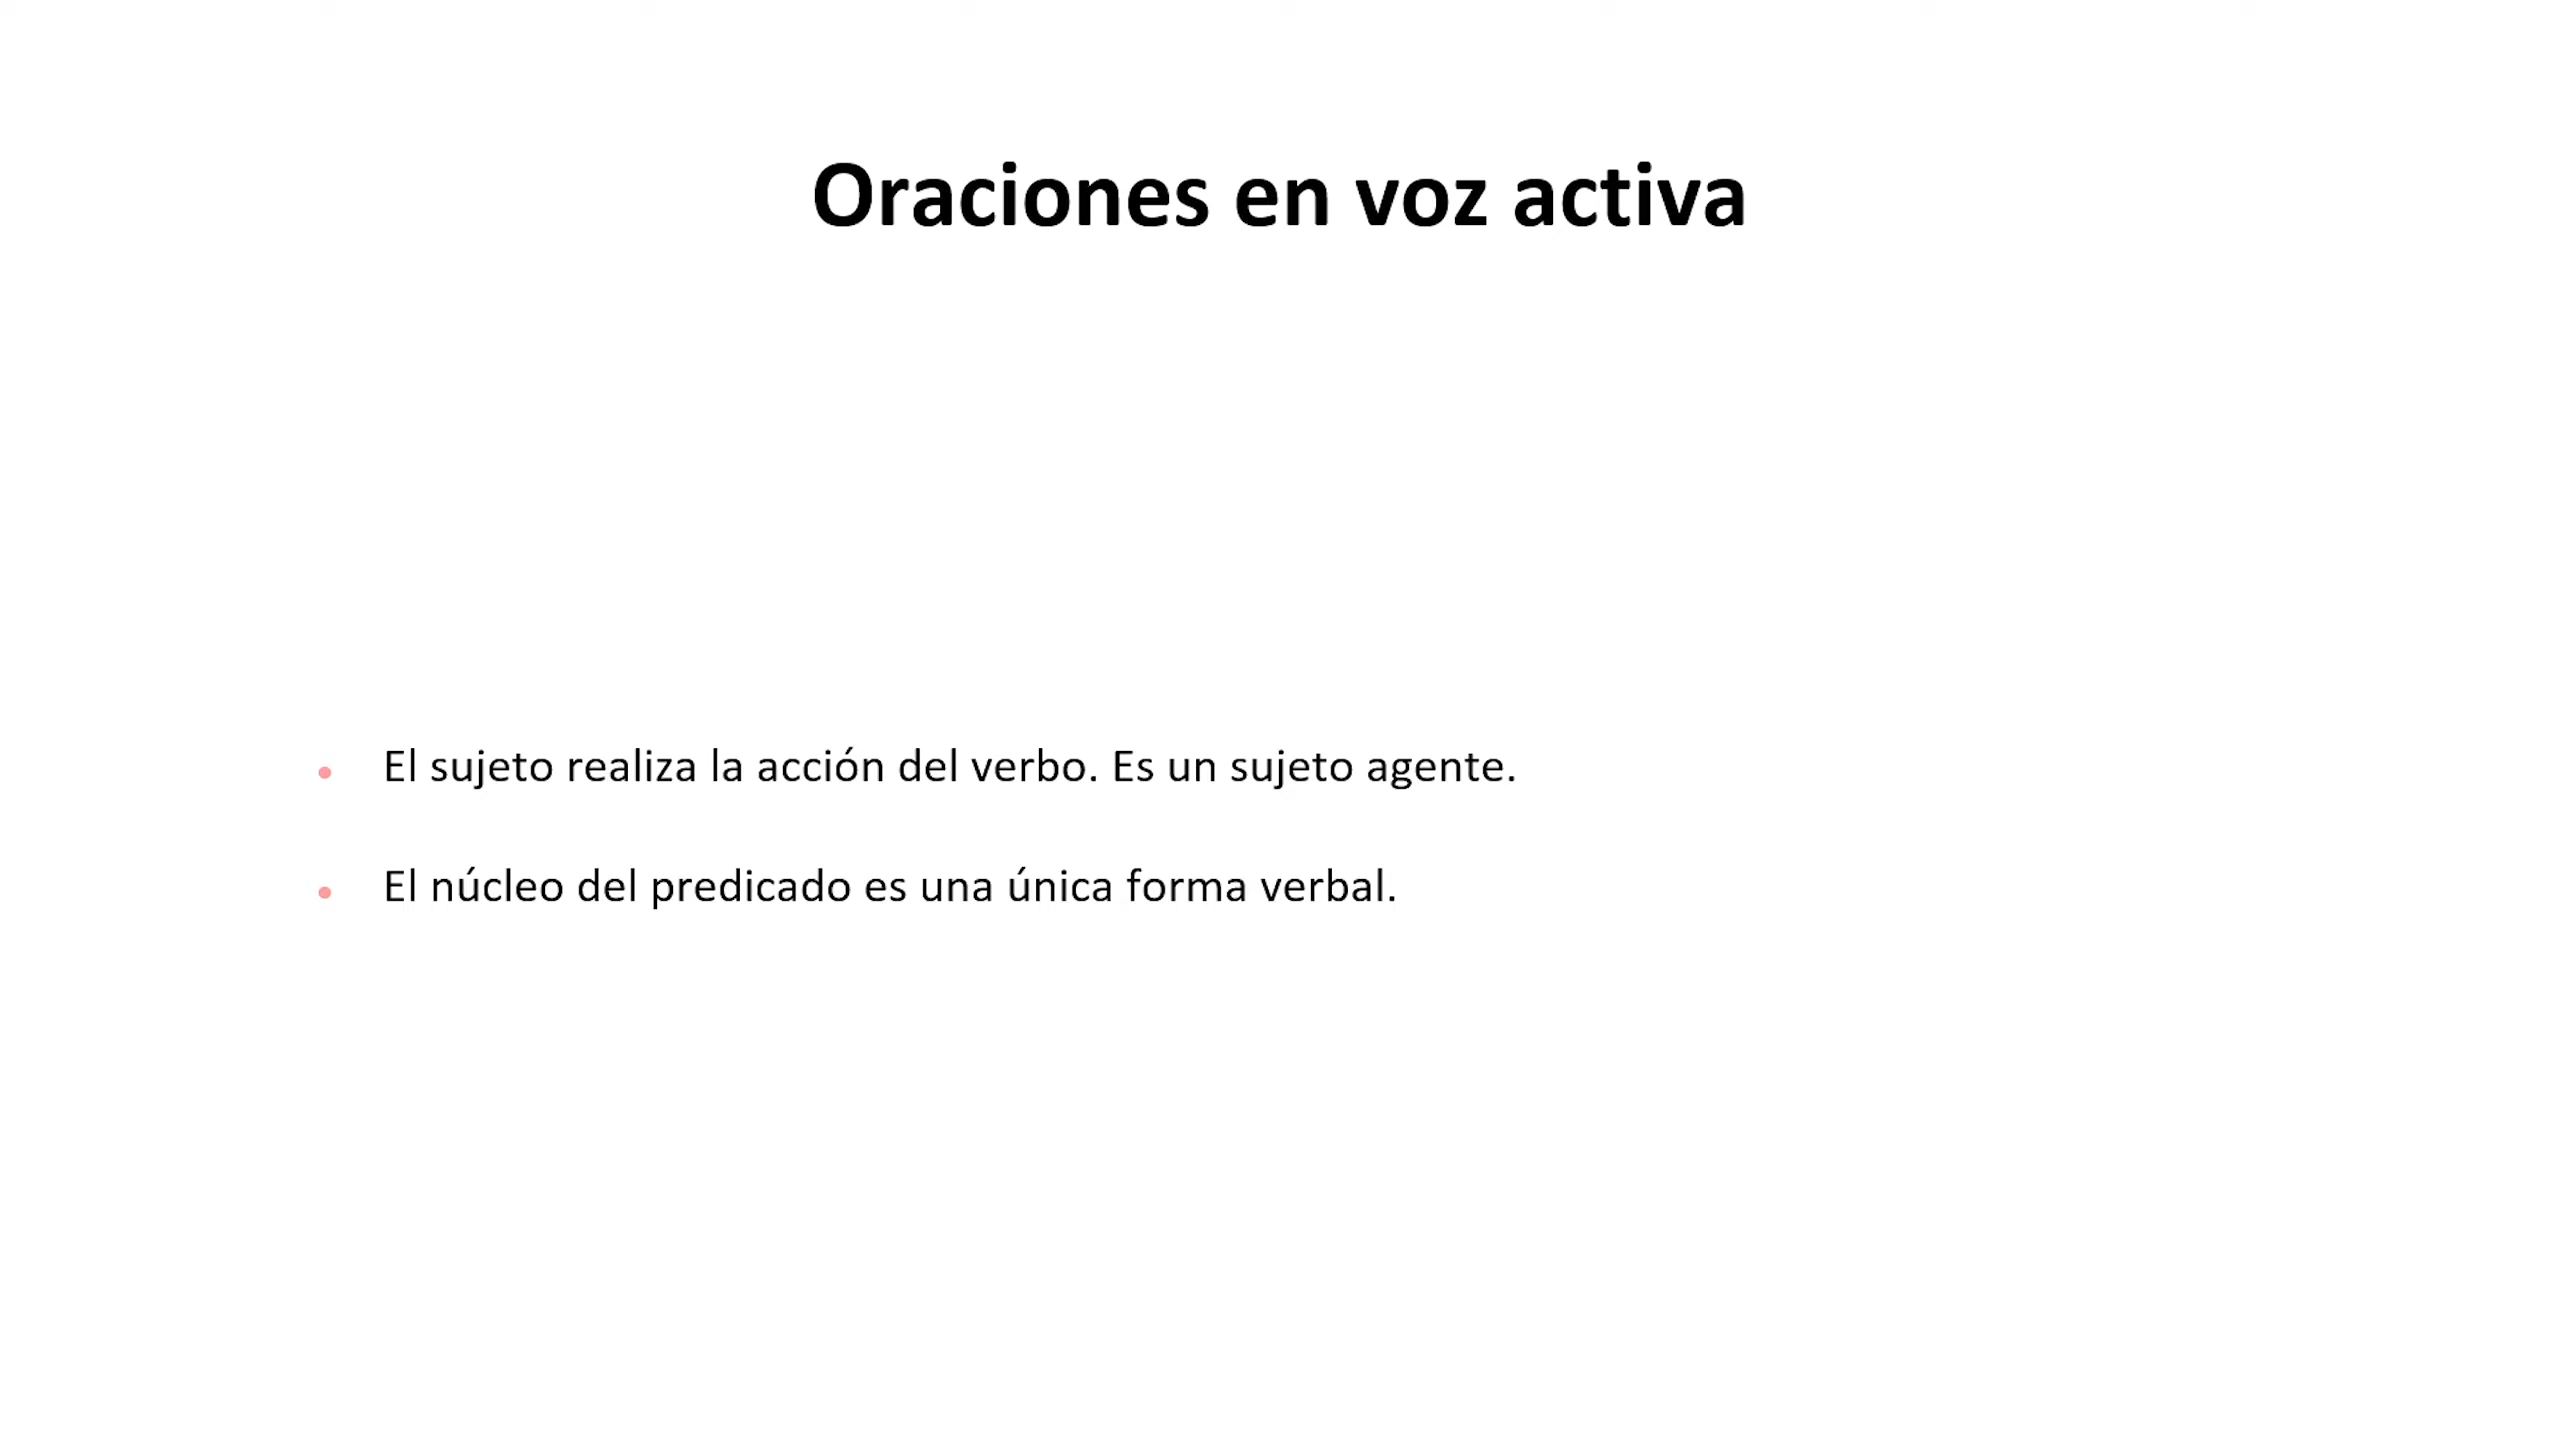 Oraciones en voz activa
El sujeto realiza la acción del verbo. Es un sujeto agente.
El núcleo del predicado es una única forma verbal.